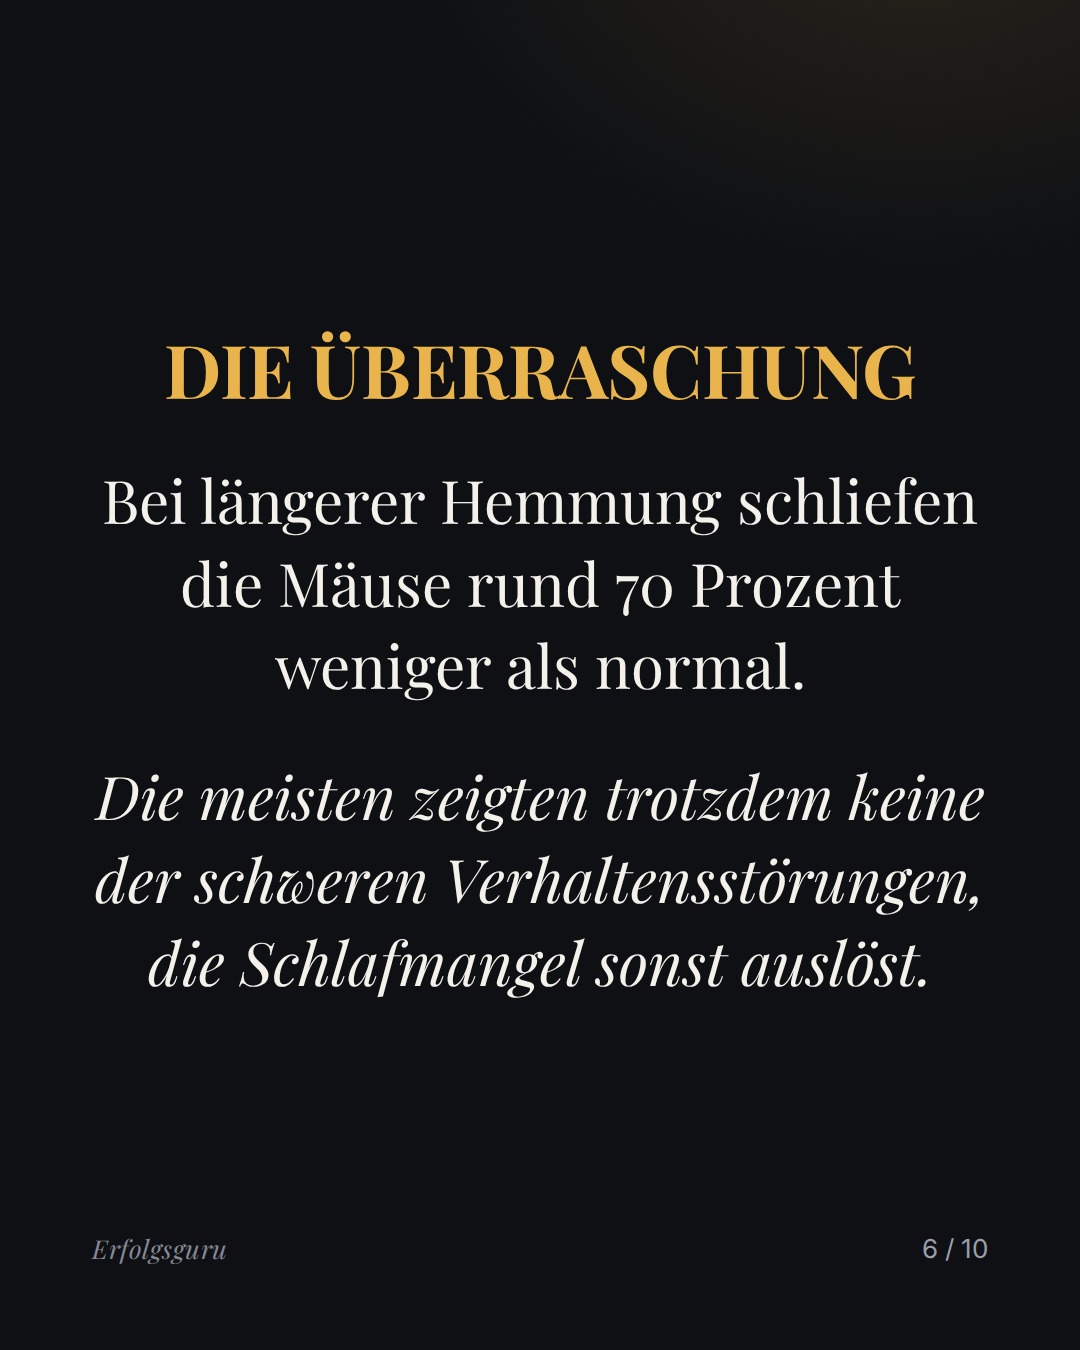 DIE ÜBERRASCHUNG
Bei längerer Hemmung schliefen
die Mäuse rund 70 Prozent
weniger als normal.
Die meisten zeigten trotzdem keine
der schweren Verhaltensstörungen,
die Schlafmangel sonst auslöst.
Erfolgsguru
6 / 10